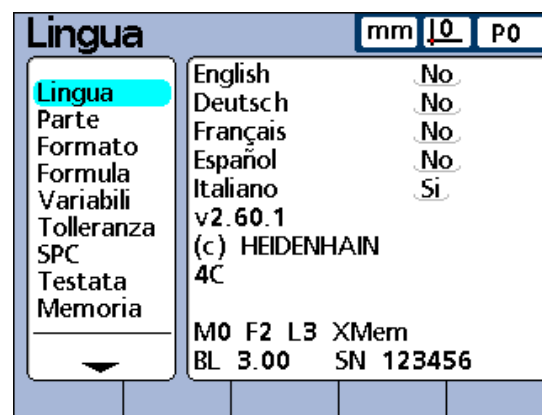 Lingua
mm 0 P0
Lingua
Parte
Formato
Formula
Variabili
Tolleranza
SPC
Testata
Memoria
English No
Deutsch No
Français No
Español No
Italiano Si
v2.60.1
(c) HEIDENHAIN
4C
M0 F2 L3 XMem
BL 3.00 SN 123456